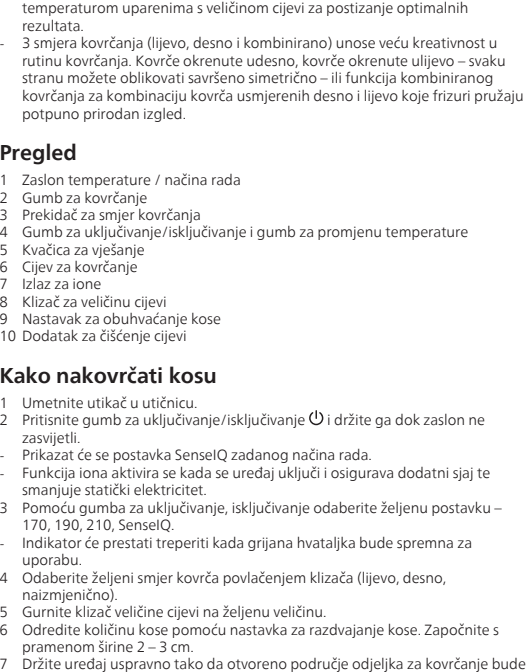 temperaturom uparenima s veličinom cijevi za postizanje optimalnih
rezultata.
- 3 smjera kovrčanja (lijevo, desno i kombinirano) unose veću kreativnost u
rutinu kovrčanja. Kovrče okrenute udesno, kovrče okrenute ulijevo – svaku
stranu možete oblikovati savršeno simetrično – ili funkcija kombiniranog
kovrčanja za kombinaciju kovrča usmjerenih desno i lijevo koje frizuri pružaju
potpuno prirodan izgled.
Pregled
1 Zaslon temperature / načina rada
2 Gumb za kovrčanje
3 Prekidač za smjer kovrčanja
4 Gumb za uključivanje/isključivanje i gumb za promjenu temperature
5 Kvačica za vješanje
6 Cijev za kovrčanje
7 Izlaz za ione
8 Klizač za veličinu cijevi
9 Nastavak za obuhvaćanje kose
10 Dodatak za čišćenje cijevi
Kako nakovrčati kosu
1 Umetnite utikač u utičnicu.
2 Pritisnite gumb za uključivanje/isključivanje ⏻ i držite ga dok zaslon ne
zasvijetli.
- Prikazat će se postavka SenseIQ zadanog načina rada.
- Funkcija iona aktivira se kada se uređaj uključi i osigurava dodatni sjaj te
smanjuje statički elektricitet.
3 Pomoću gumba za uključivanje, isključivanje odaberite željenu postavku –
170, 190, 210, SenseIQ.
- Indikator će prestati treperiti kada grijana hvataljka bude spremna za
uporabu.
4 Odaberite željeni smjer kovrča povlačenjem klizača (lijevo, desno,
naizmjenično).
5 Gurnite klizač veličine cijevi na željenu veličinu.
6 Odredite količinu kose pomoću nastavka za razdvajanje kose. Započnite s
pramenom širine 2 – 3 cm.
7 Držite uređaj uspravno tako da otvoreno područje odjeljka za kovrčanje bude